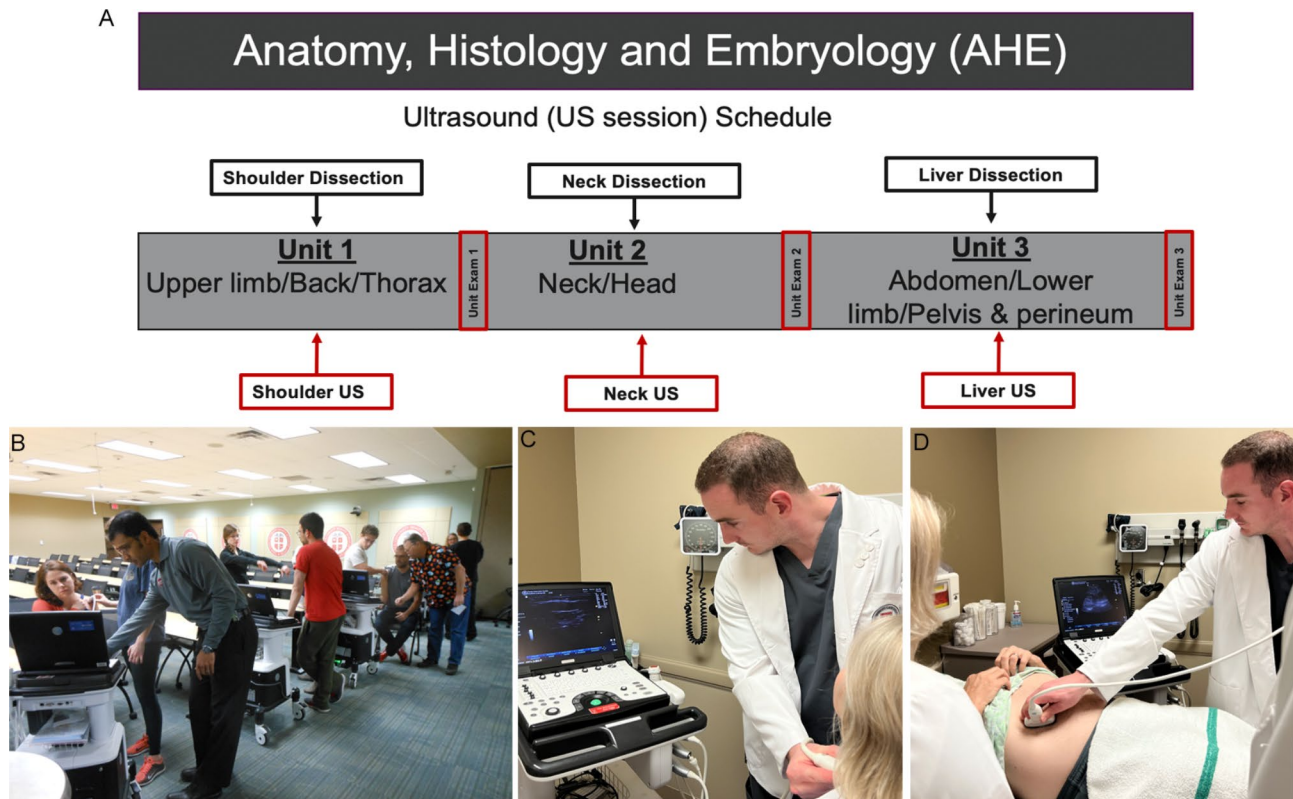 A
Anatomy, Histology and Embryology (AHE)
Ultrasound (US session) Schedule
Shoulder Dissection
Neck Dissection
Liver Dissection
Unit 1
Upper limb/Back/Thorax
Unit Exam 1
Unit 2
Neck/Head
Unit Exam 2
Unit 3
Abdomen/Lower
limb/Pelvis & perineum
Unit Exam 3
Shoulder US
Neck US
Liver US
B
C
D